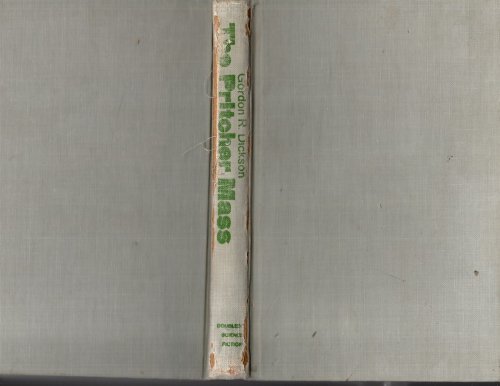 Gordon R. Dickson
The Pritcher Mass
DOUBLEDAY
SCIENCE
FICTION